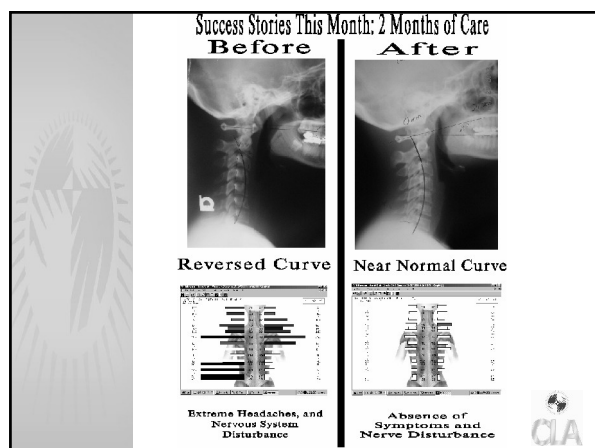 Success Stories This Month: 2 Months of Care
Before
After
Reversed Curve
Near Normal Curve
Extreme Headaches, and
Nervous System
Disturbance
Absence of
Symptoms and
Nerve Disturbance
CLA